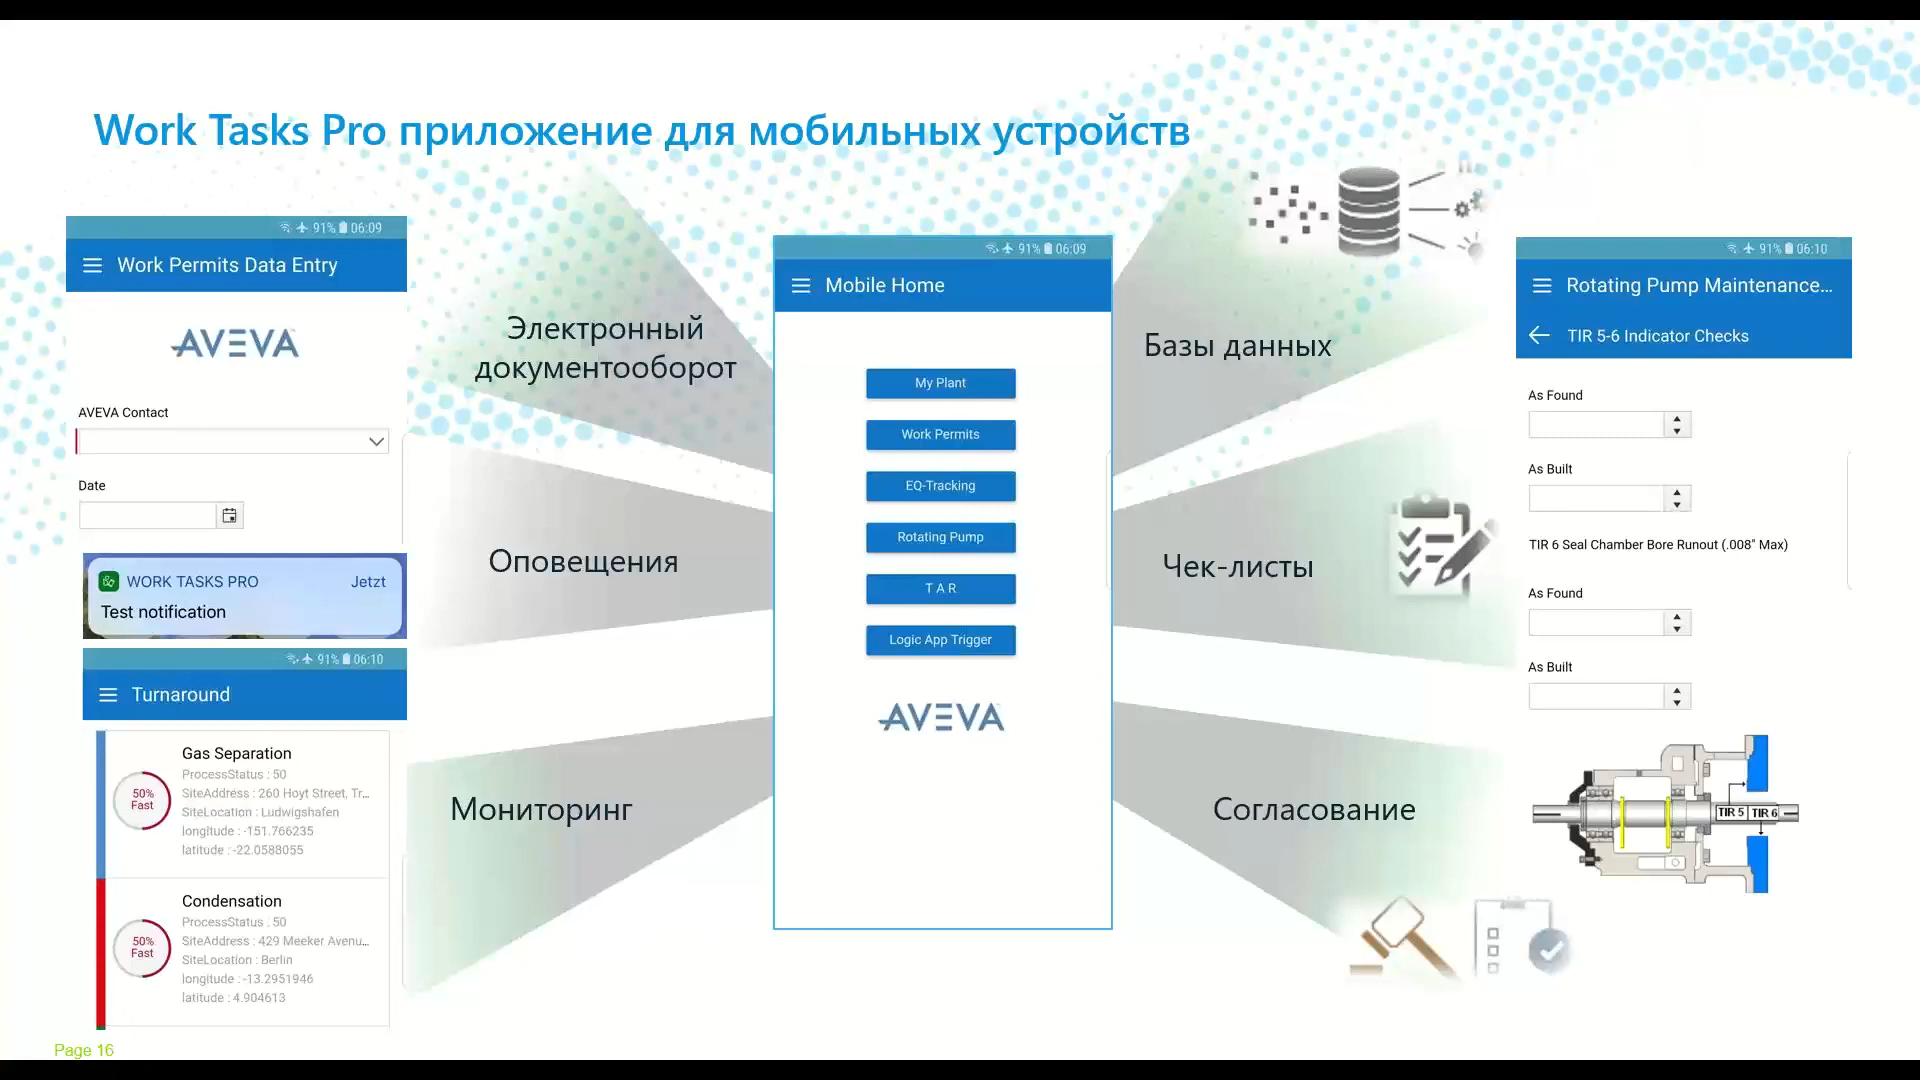 Work Tasks Pro приложение для мобильных устройств
91% 06:09
Work Permits Data Entry
AVEVA
AVEVA Contact
Date
WORK TASKS PRO Jetzt
Test notification
91% 06:10
Turnaround
Gas Separation
50%
Fast
ProcessStatus : 50
SiteAddress : 260 Hoyt Street, Tr...
SiteLocation : Ludwigshafen
longitude : -151.766235
latitude : -22.0588055
Condensation
50%
Fast
ProcessStatus : 50
SiteAddress : 429 Meeker Avenu...
SiteLocation : Berlin
longitude : -13.2951946
latitude : 4.904613
Электронный
документооборот
Оповещения
Мониторинг
91% 06:09
Mobile Home
My Plant
Work Permits
EQ-Tracking
Rotating Pump
T A R
Logic App Trigger
AVEVA
Базы данных
Чек-листы
Согласование
91% 06:10
Rotating Pump Maintenance...
TIR 5-6 Indicator Checks
As Found
As Built
TIR 6 Seal Chamber Bore Runout (.008" Max)
As Found
As Built
TIR 5 TIR 6
Page 16